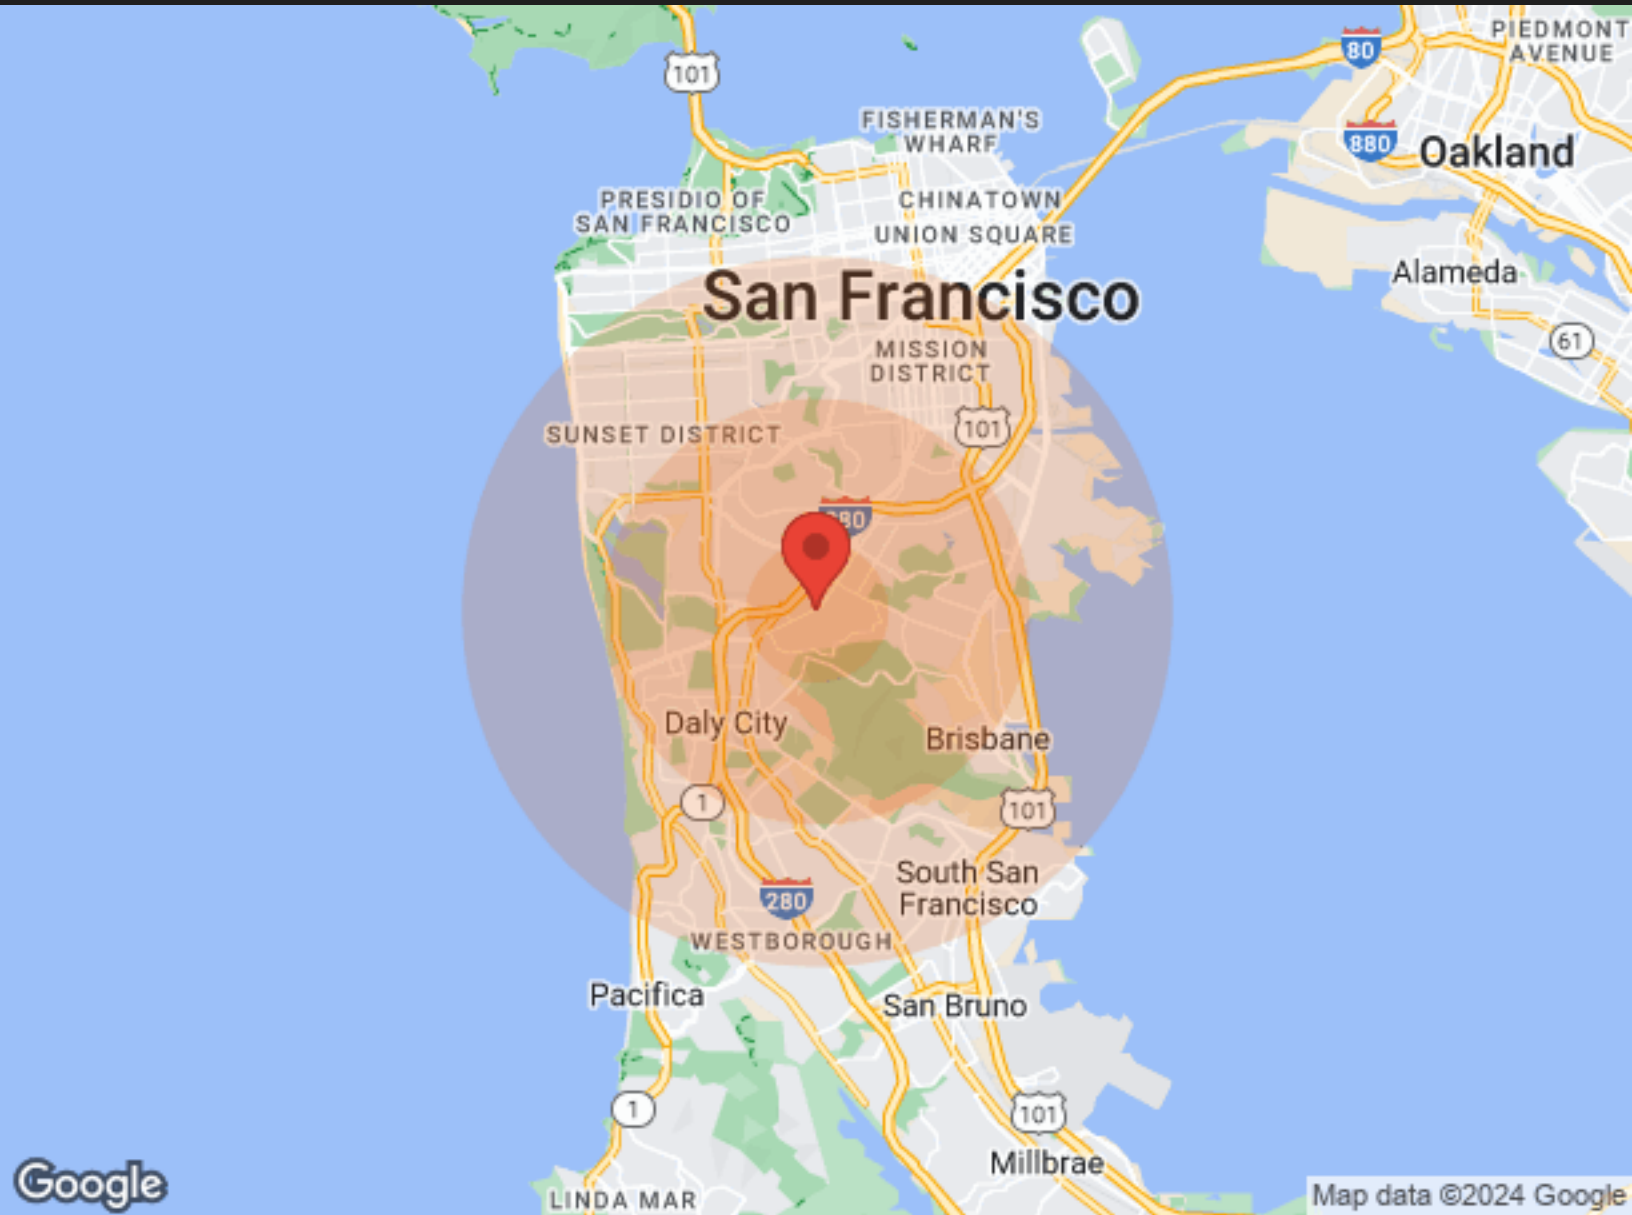 101
80
PIEDMONT
AVENUE
FISHERMAN'S
WHARF
880
Oakland
PRESIDIO OF
SAN FRANCISCO
CHINATOWN
UNION SQUARE
San Francisco
Alameda
61
MISSION
DISTRICT
101
SUNSET DISTRICT
Daly City
Brisbane
1
101
South San
Francisco
280
WESTBOROUGH
Pacifica
San Bruno
1
101
Millbrae
LINDA MAR
Google
Map data ©2024 Google